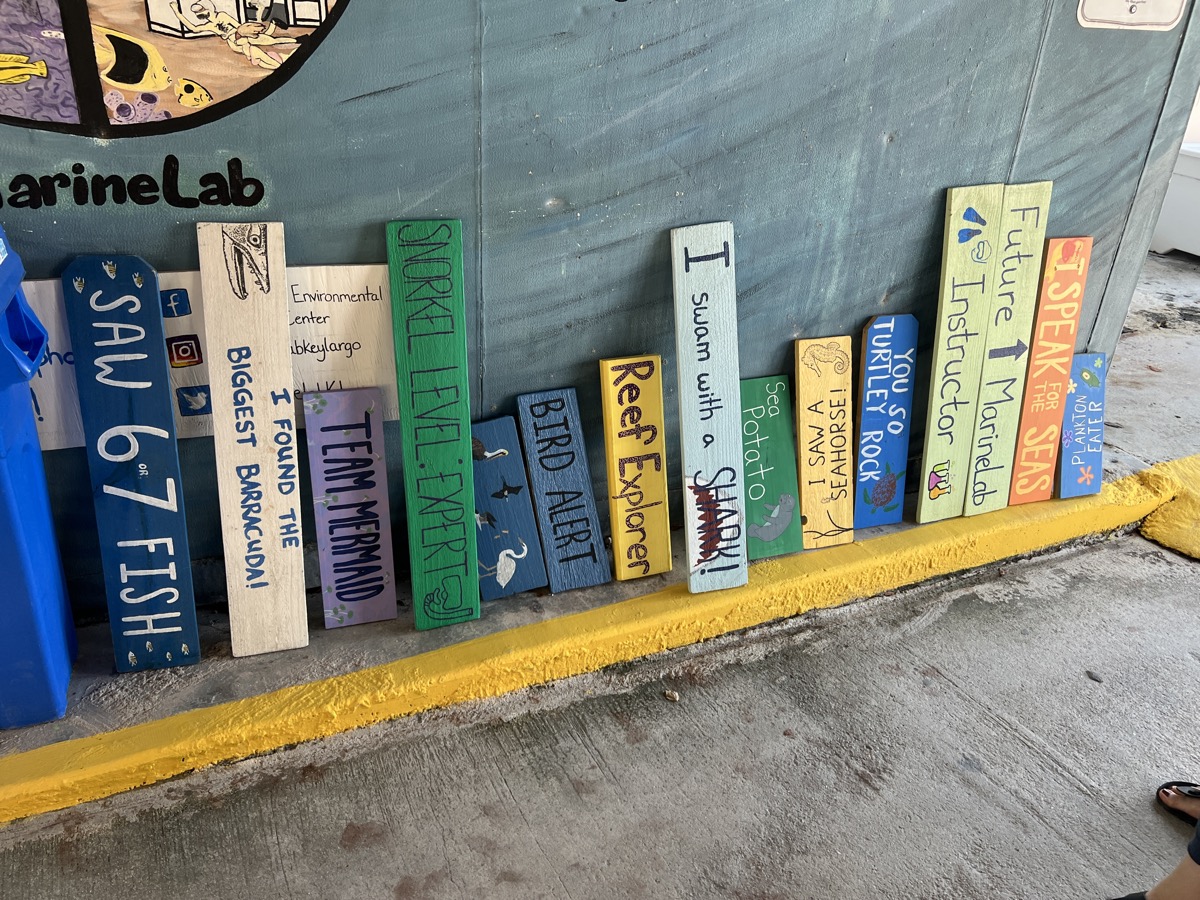 MarineLab
SAW 6 OR 7 FISH
Environmental
Center
abkeylargo
I FOUND THE
BIGGEST BARRACUDA!
TEAM MERMAID
SNORKEL LEVEL: EXPERT
BIRD ALERT
Reef Explorer
I swam with a SHARK!
Sea
Potato
I SAW A
SEAHORSE!
YOU SO
TURTLEY ROCK
Future → MarineLab
Instructor
I SPEAK
FOR
THE
SEAS
PLANKTON
EATER